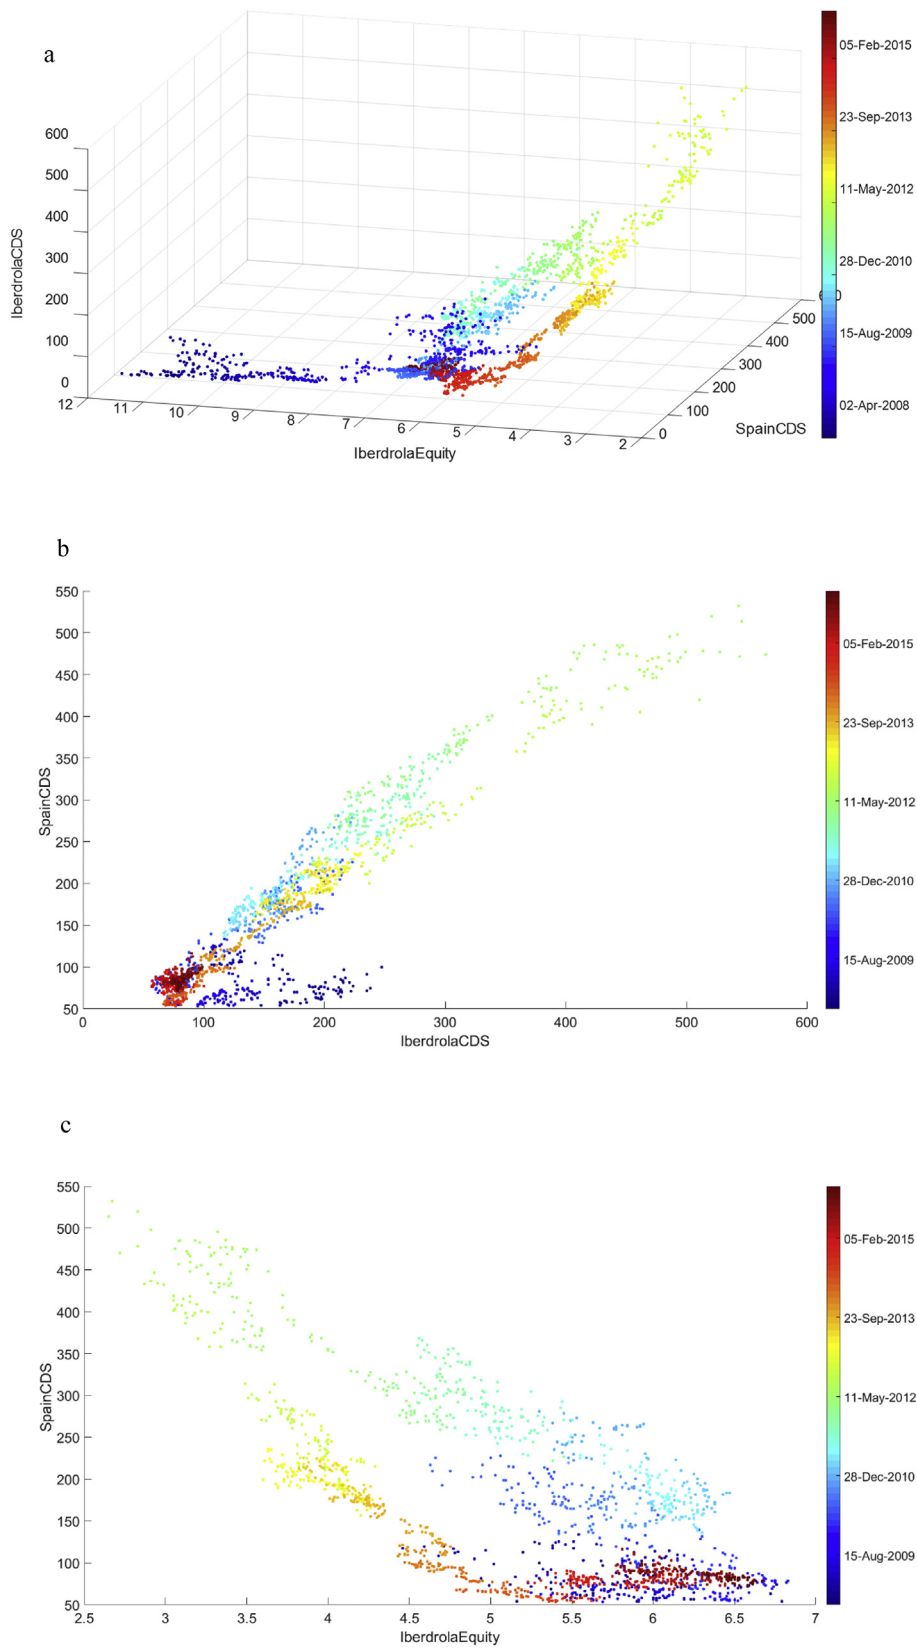 a
05-Feb-2015
23-Sep-2013
11-May-2012
28-Dec-2010
15-Aug-2009
02-Apr-2008
IberdrolaCDS
600
500
400
300
200
100
0
12
11
10
9
8
7
6
5
4
3
2
IberdrolaEquity
0
100
200
300
400
500
SpainCDS
b
550
500
450
400
350
300
250
200
150
100
50
SpainCDS
0
100
200
300
400
500
600
IberdrolaCDS
05-Feb-2015
23-Sep-2013
11-May-2012
28-Dec-2010
15-Aug-2009
c
550
500
450
400
350
300
250
200
150
100
50
SpainCDS
2.5
3
3.5
4
4.5
5
5.5
6
6.5
7
IberdrolaEquity
05-Feb-2015
23-Sep-2013
11-May-2012
28-Dec-2010
15-Aug-2009